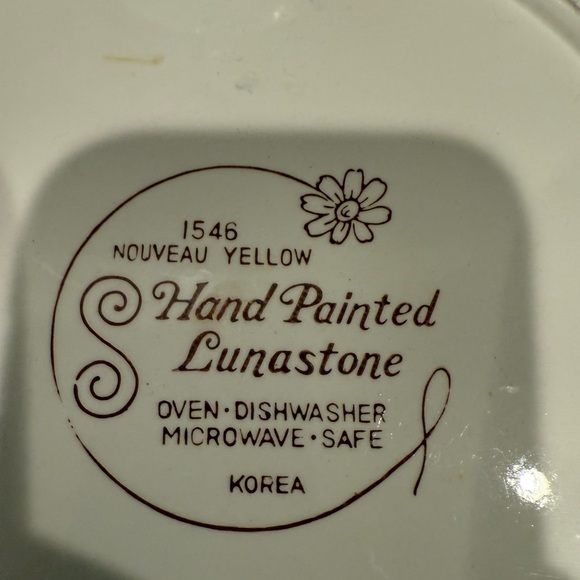 1546
NOUVEAU YELLOW
Hand Painted
Lunastone
OVEN·DISHWASHER
MICROWAVE·SAFE
KOREA